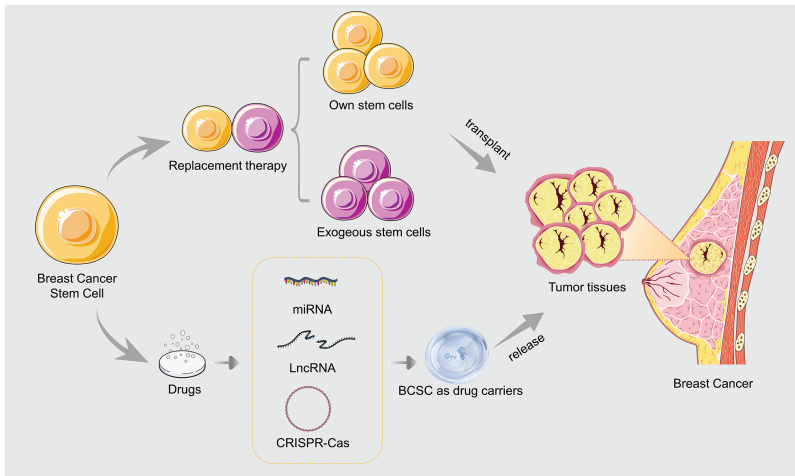 Own stem cells
transplant
Replacement therapy
Exogeous stem cells
Breast Cancer
Stem Cell
Tumor tissues
miRNA
release
LncRNA
Drugs
BCSC as drug carriers
Breast Cancer
CRISPR-Cas